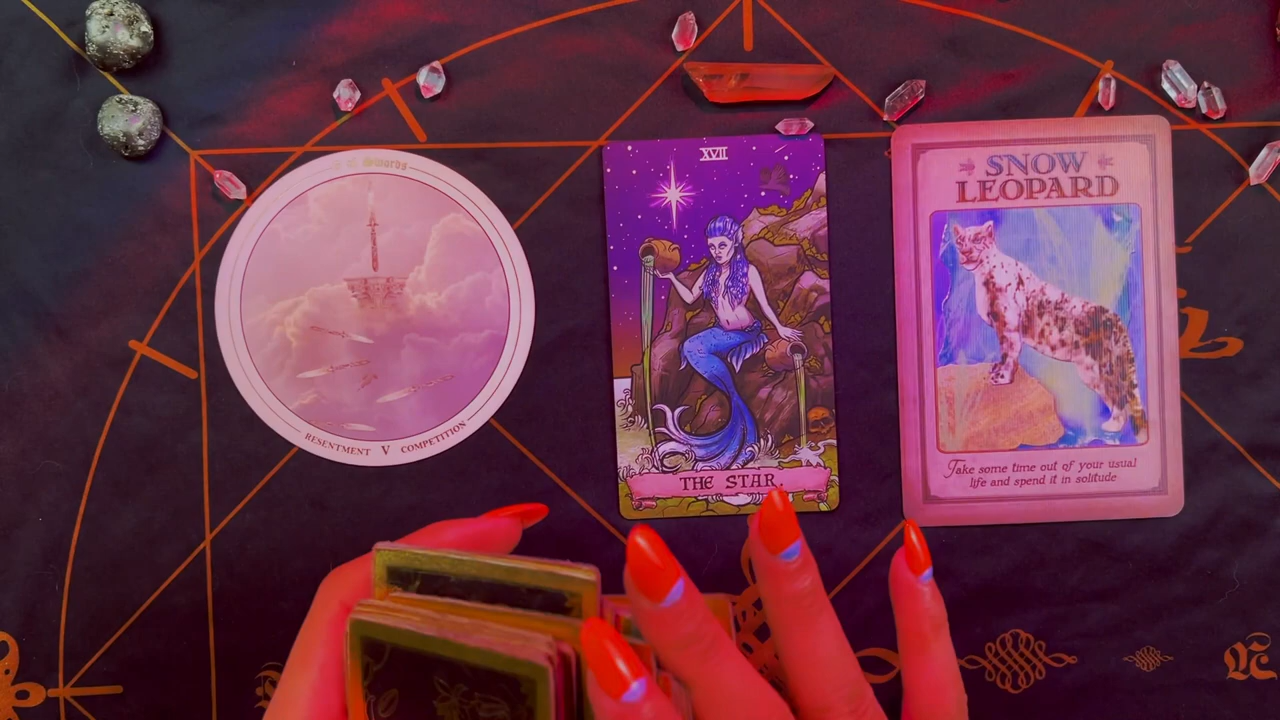 Swords
RESENTMENT V COMPETITION
XVII
THE STAR.
SNOW
LEOPARD
Take some time out of your usual
life and spend it in solitude